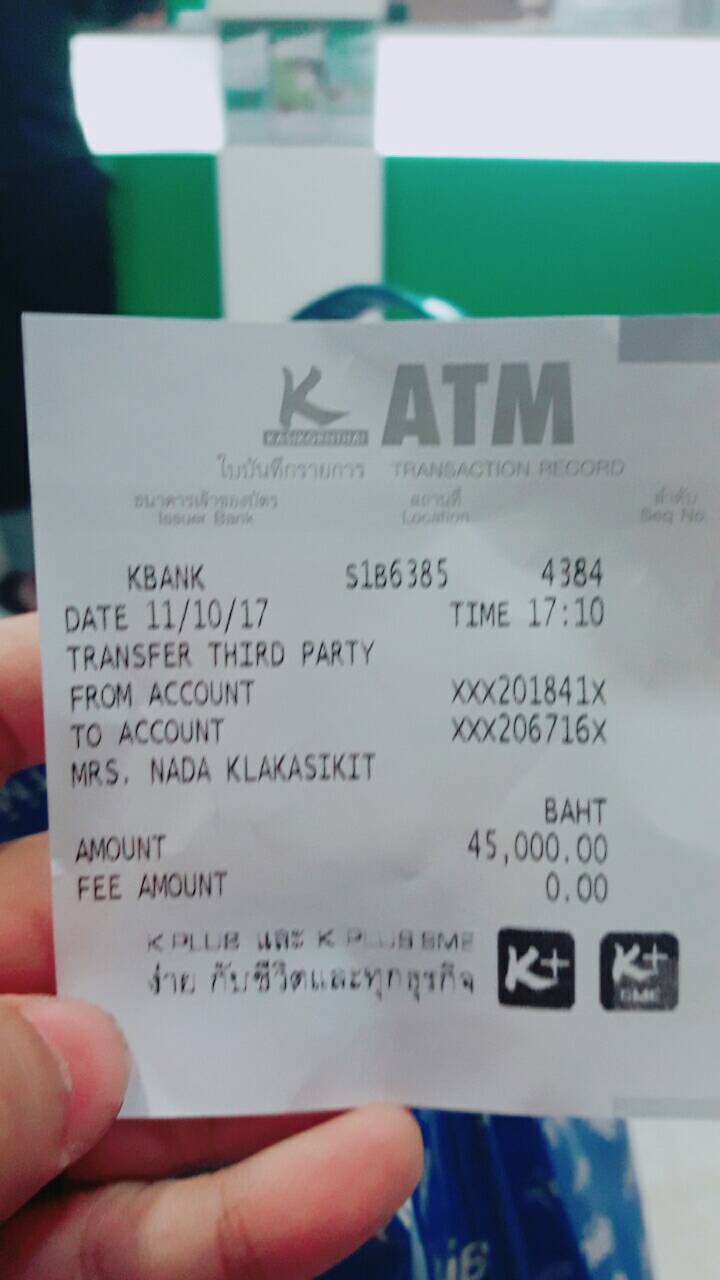 K ATM
KASIKORNTHAI
ใบบันทึกรายการ TRANSACTION RECORD
ธนาคารเจ้าของบัตร สถานที่ ลำดับ
Issuer Bank Location Seq No.
KBANK S1B6385 4384
DATE 11/10/17 TIME 17:10
TRANSFER THIRD PARTY
FROM ACCOUNT XXX201841X
TO ACCOUNT XXX206716X
MRS. NADA KLAKASIKIT
BAHT
AMOUNT 45,000.00
FEE AMOUNT 0.00
K PLUS และ K PLUS SME
ง่าย กับชีวิตและทุกธุรกิจ
K+ K+
SME